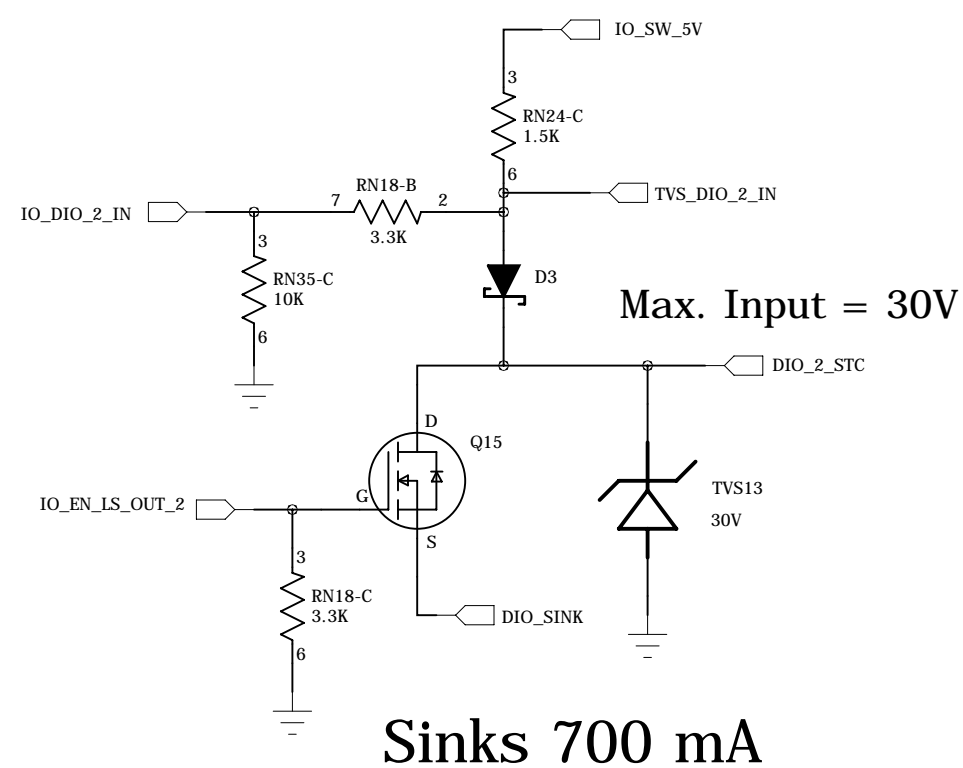 IO_SW_5V
3
RN24-C
1.5K
6
RN18-B
7
2
3.3K
TVS_DIO_2_IN
IO_DIO_2_IN
3
RN35-C
10K
6
D3
Max. Input = 30V
DIO_2_STC
D
Q15
IO_EN_LS_OUT_2
G
S
TVS13
30V
3
RN18-C
3.3K
6
DIO_SINK
Sinks 700 mA